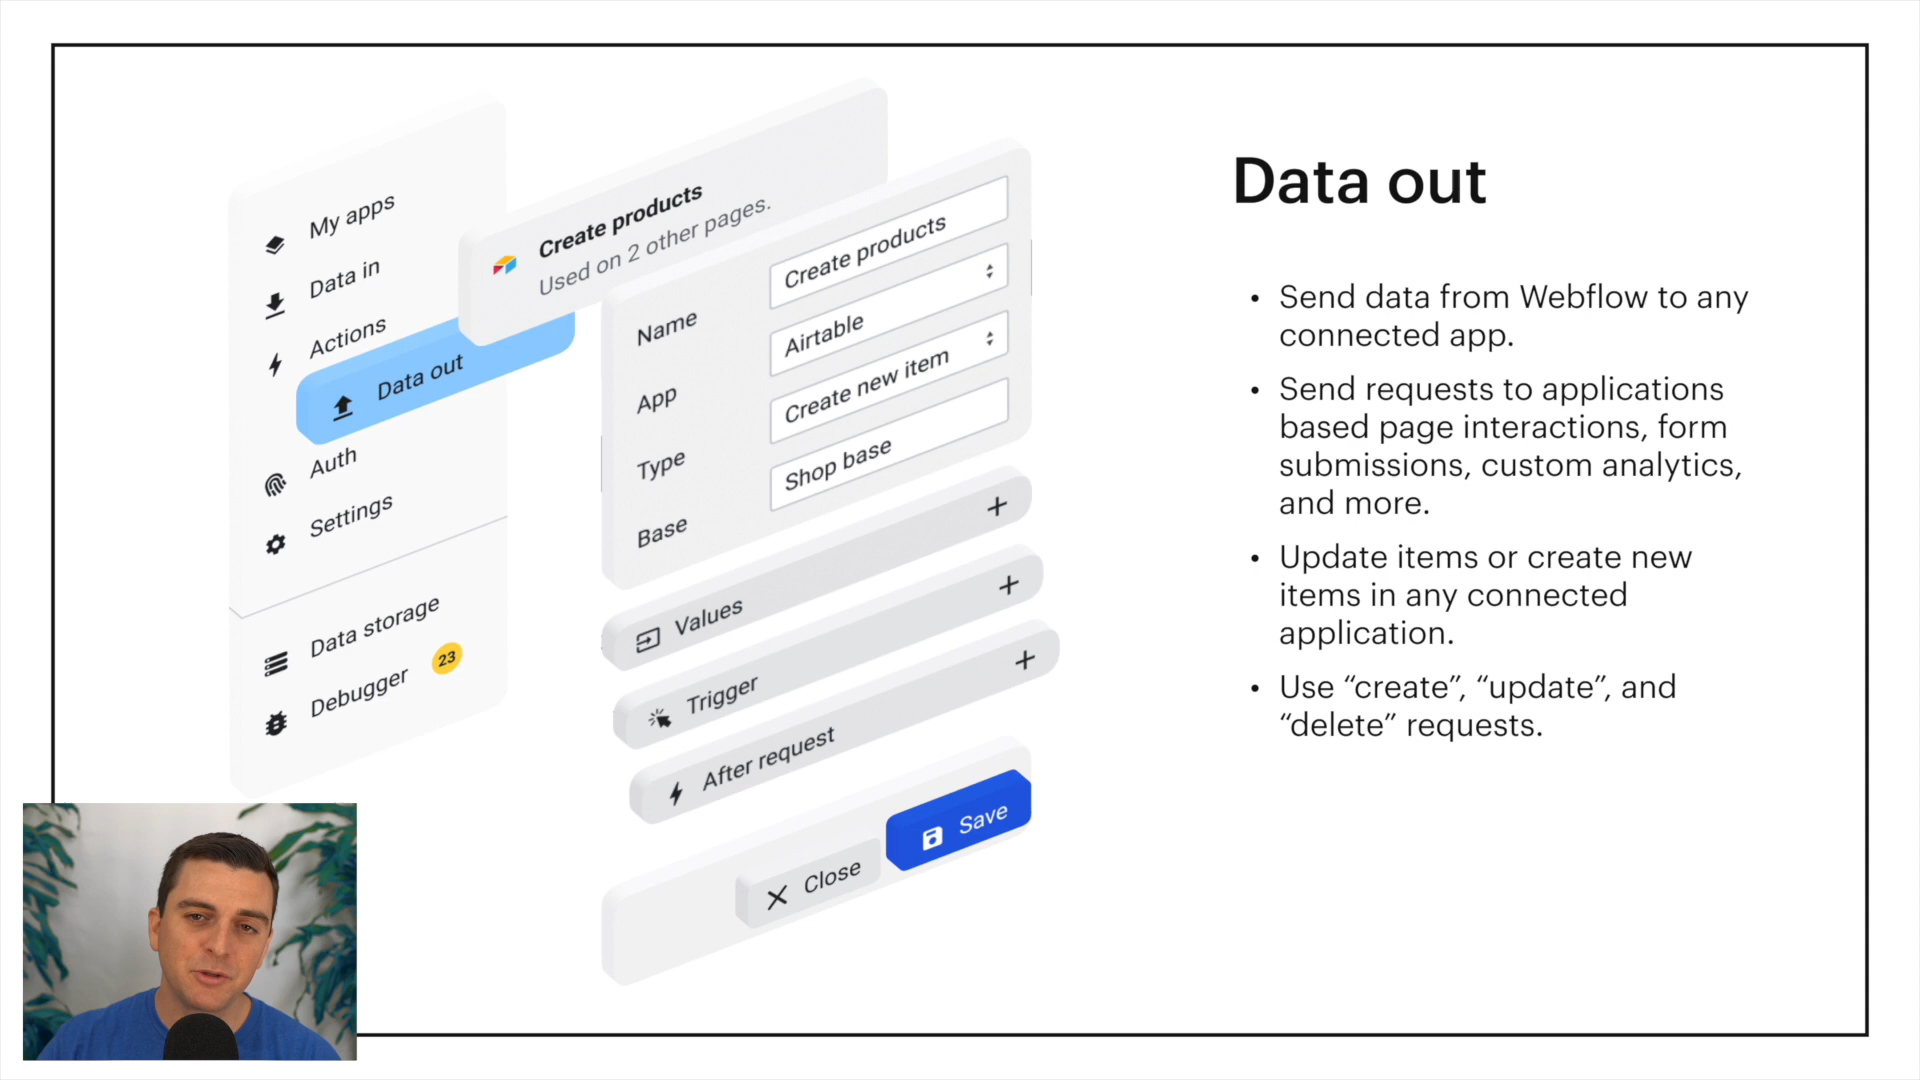 My apps
Data in
Actions
Data out
Auth
Settings
Data storage
Debugger
23
Create products
Used on 2 other pages.
Name
Create products
App
Airtable
Type
Create new item
Base
Shop base
Values
Trigger
After request
Close
Save
Data out
• Send data from Webflow to any
connected app.
• Send requests to applications
based page interactions, form
submissions, custom analytics,
and more.
• Update items or create new
items in any connected
application.
• Use “create”, “update”, and
“delete” requests.